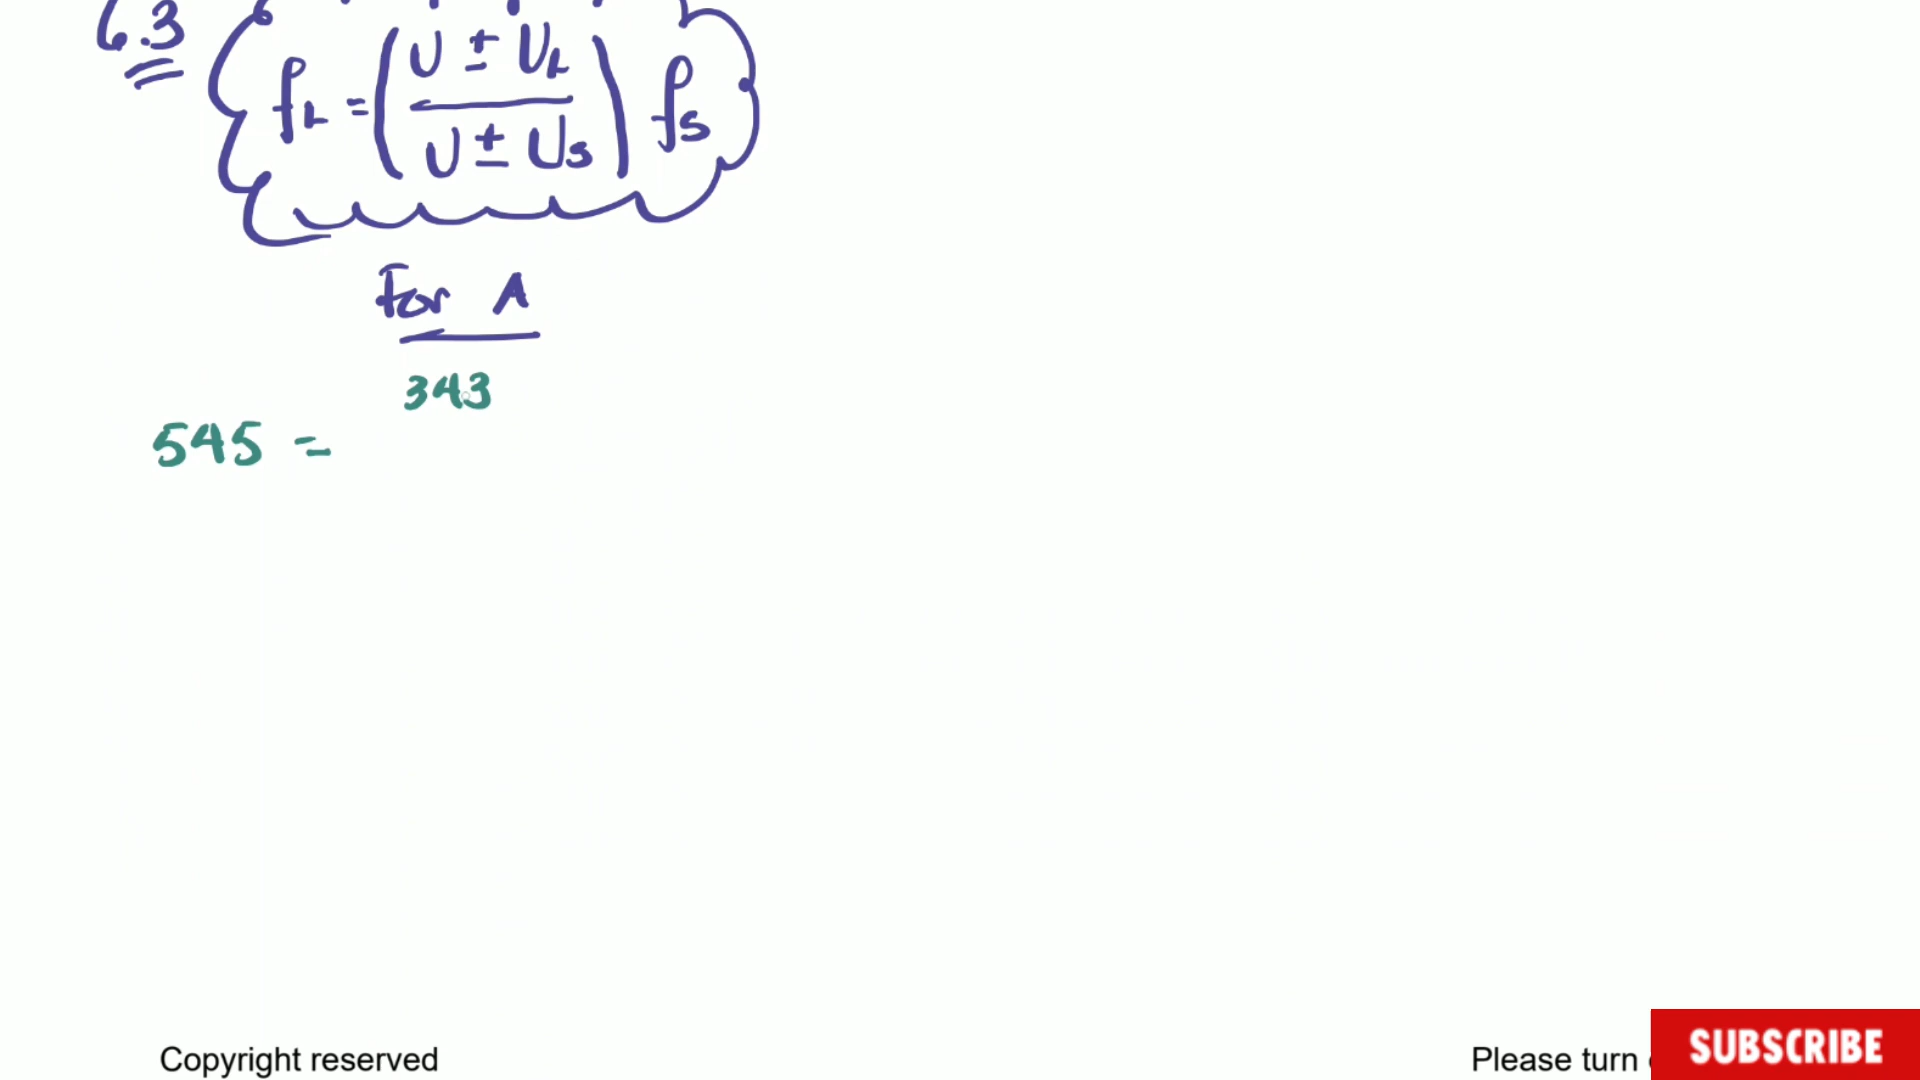 6.3
fL = (V ± VL / V ± Vs) fs
For A
343
545 =
Copyright reserved
Please turn
SUBSCRIBE